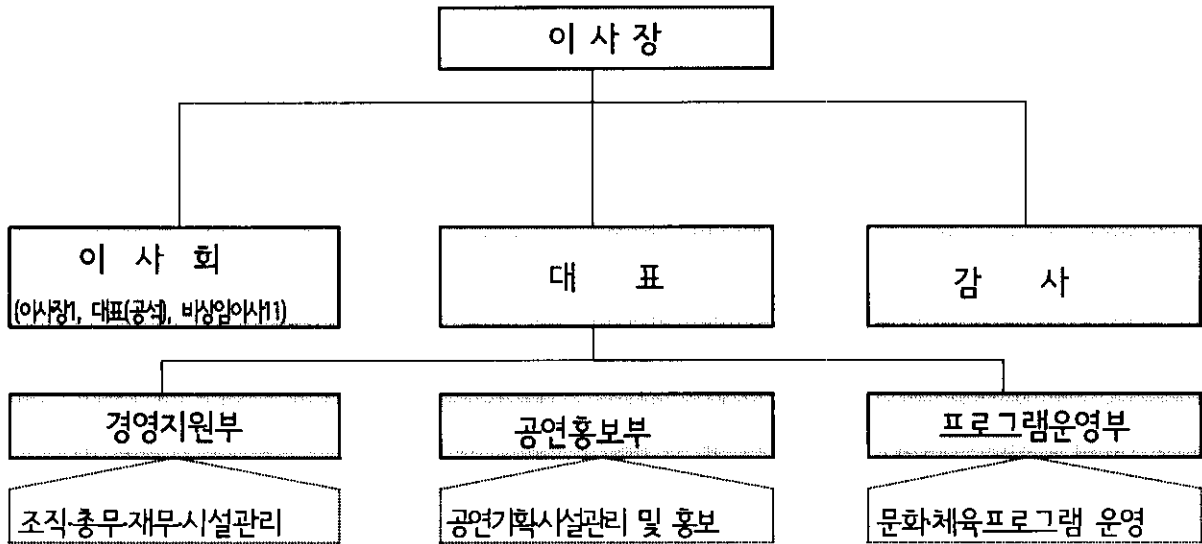 이 사 장
이 사 회
(이사장1, 대표(공석), 비상임이사11)
대 표
감 사
경영지원부
공연홍보부
프로그램운영부
조직·총무·재무·시설관리
공연기획·시설관리 및 홍보
문화·체육프로그램 운영